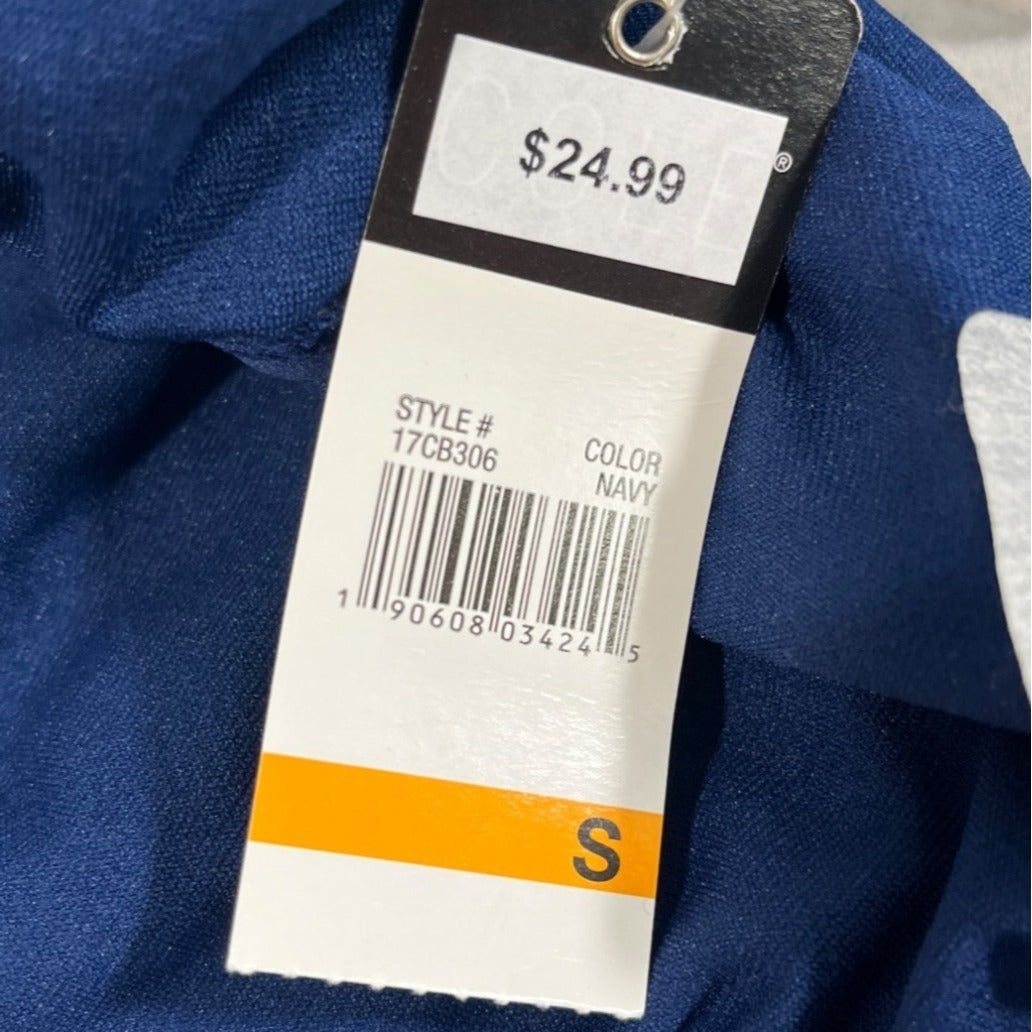 $24.99
®
STYLE #
17CB306
COLOR
NAVY
1 90608 03424 5
S